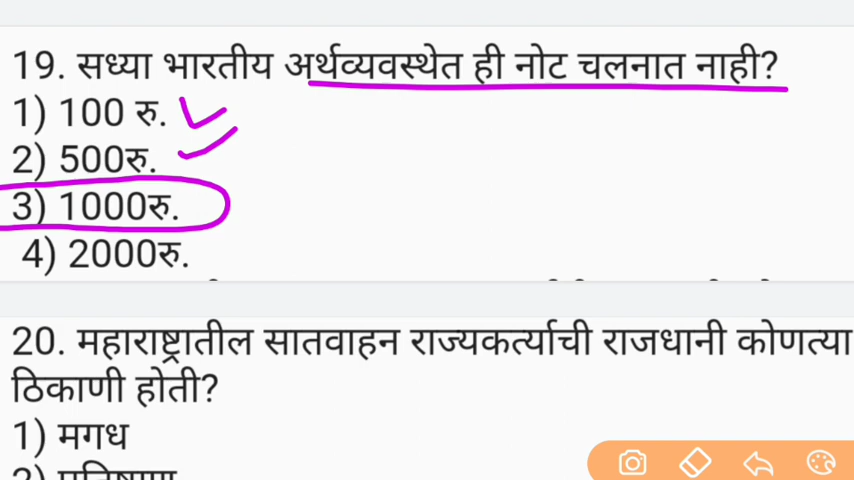 19. सध्या भारतीय अर्थव्यवस्थेत ही नोट चलनात नाही?
1) 100 रु.
2) 500रु.
3) 1000रु.
4) 2000रु.
20. महाराष्ट्रातील सातवाहन राज्यकर्त्याची राजधानी कोणत्या
ठिकाणी होती?
1) मगध
2)